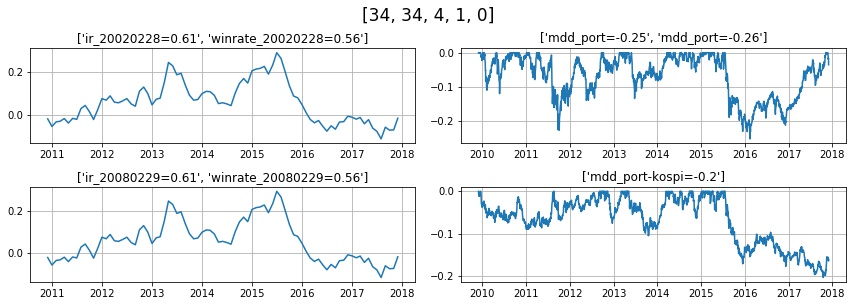 [34, 34, 4, 1, 0]
['ir_20020228=0.61', 'winrate_20020228=0.56']
0.2
0.0
2011 2012 2013 2014 2015 2016 2017 2018
['mdd_port=-0.25', 'mdd_port=-0.26']
0.0
−0.1
−0.2
2010 2011 2012 2013 2014 2015 2016 2017 2018
['ir_20080229=0.61', 'winrate_20080229=0.56']
0.2
0.0
2011 2012 2013 2014 2015 2016 2017 2018
['mdd_port-kospi=-0.2']
0.0
−0.1
−0.2
2010 2011 2012 2013 2014 2015 2016 2017 2018